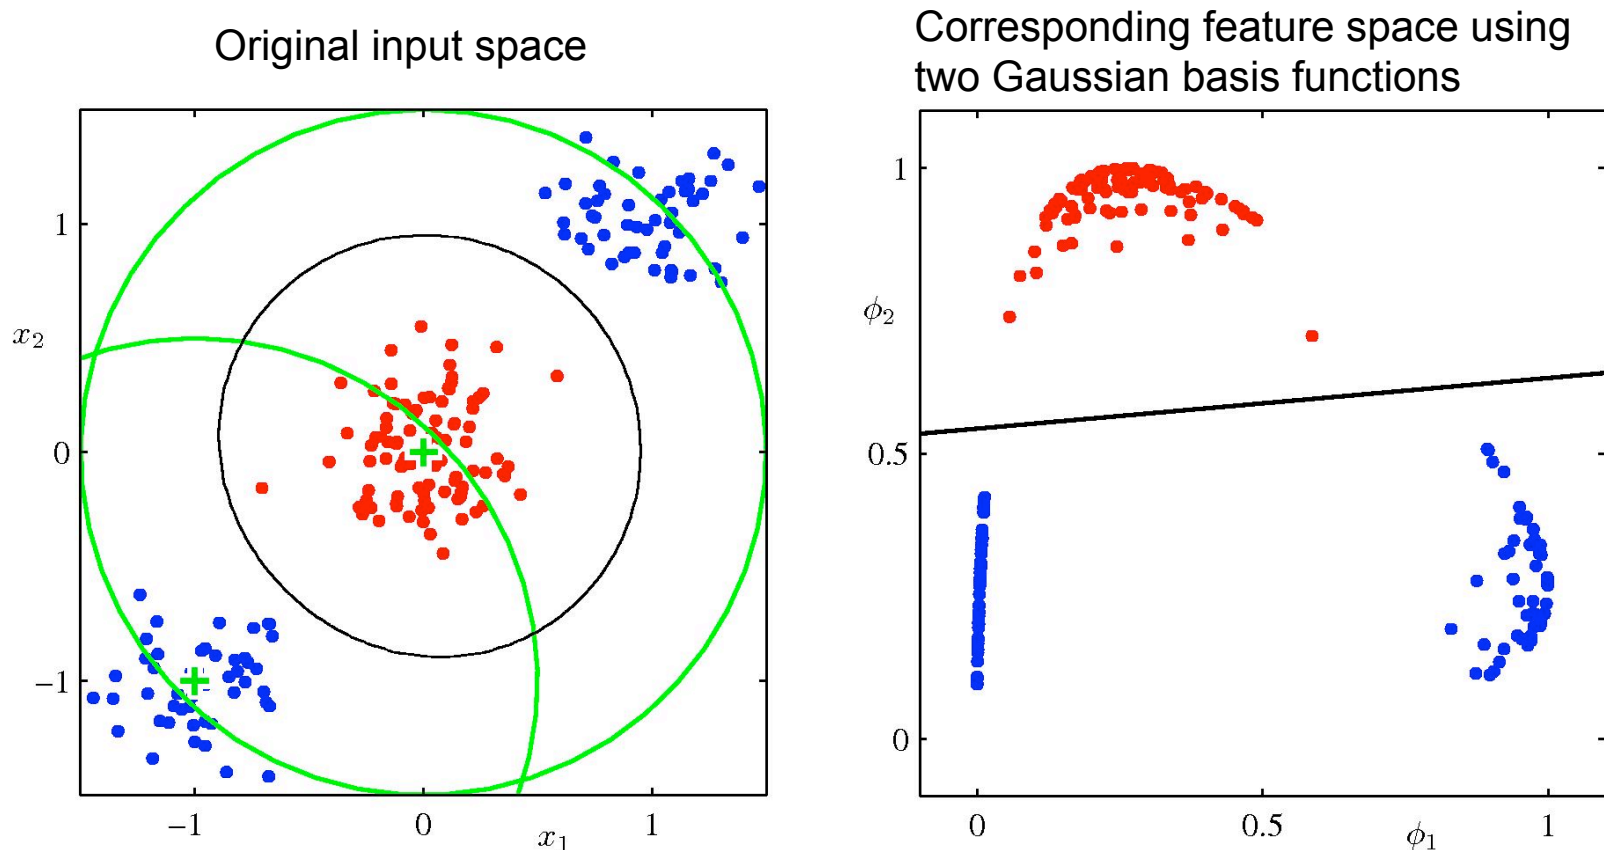 Original input space
Corresponding feature space using
two Gaussian basis functions
1
x₂
0
−1
−1
0
1
x₁
1
ϕ₂
0.5
0
0
0.5
1
ϕ₁